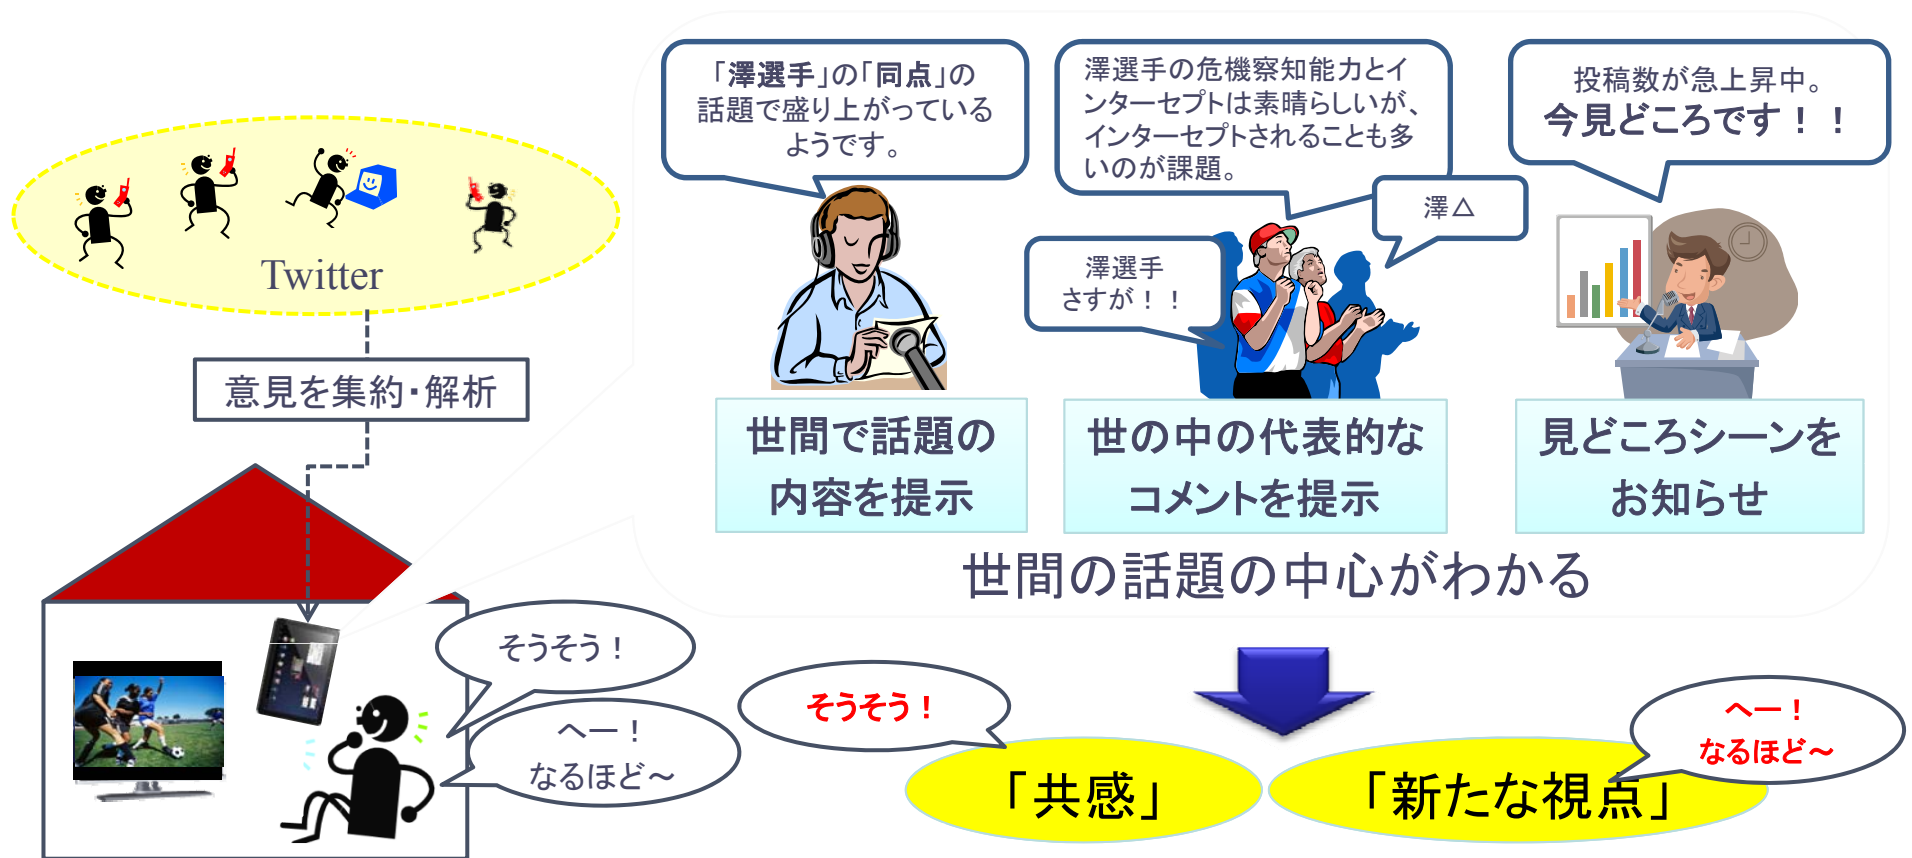 「澤選手」の「同点」の
話題で盛り上がっている
ようです。
澤選手の危機察知能力とイ
ンターセプトは素晴らしいが、
インターセプトされることも多
いのが課題。
投稿数が急上昇中。
今見どころです！！
澤△
澤選手
さすが！！
Twitter
意見を集約・解析
世間で話題の
内容を提示
世の中の代表的な
コメントを提示
見どころシーンを
お知らせ
世間の話題の中心がわかる
そうそう！
へー！
なるほど～
そうそう！
へー！
なるほど～
「共感」
「新たな視点」